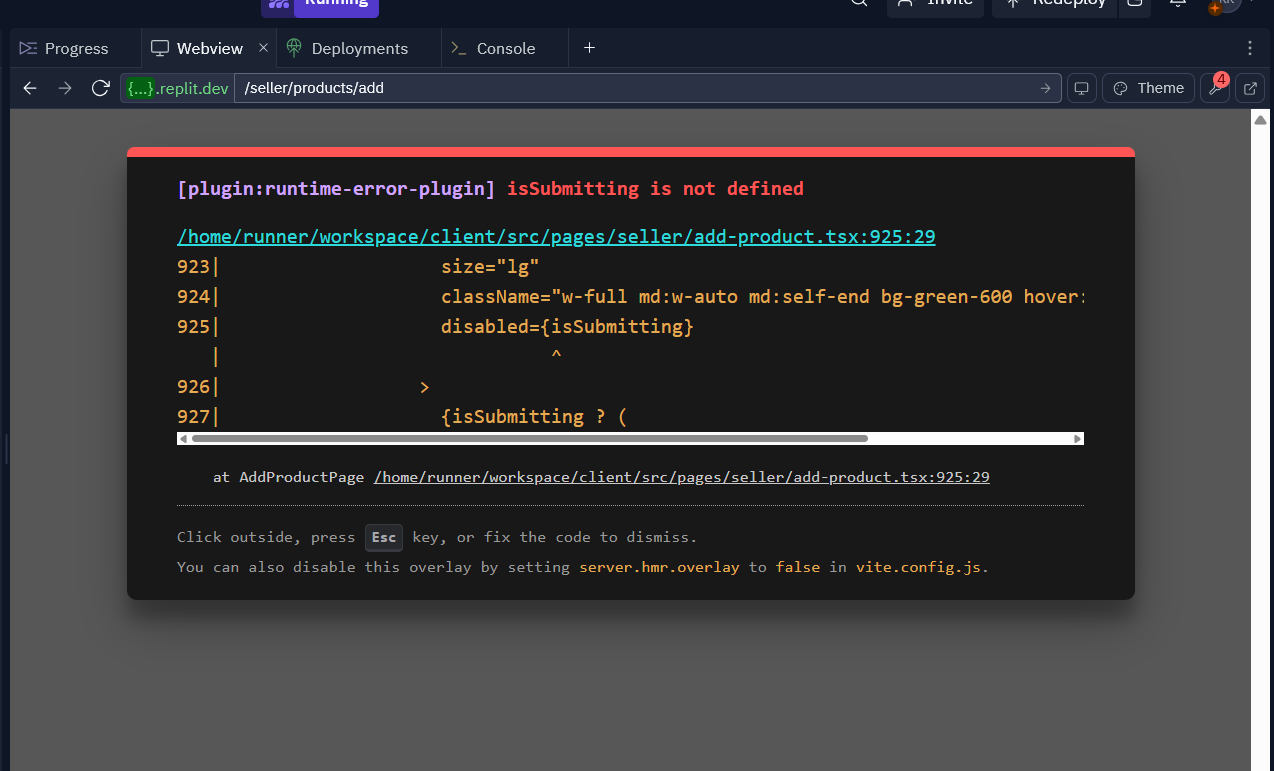 Running
Invite
Redeploy
Progress
Webview
Deployments
Console
{...}.replit.dev
/seller/products/add
Theme
4
[plugin:runtime-error-plugin] isSubmitting is not defined
/home/runner/workspace/client/src/pages/seller/add-product.tsx:925:29
923| size="lg"
924| className="w-full md:w-auto md:self-end bg-green-600 hover:
925| disabled={isSubmitting}
| ^
926| >
927| {isSubmitting ? (
at AddProductPage /home/runner/workspace/client/src/pages/seller/add-product.tsx:925:29
Click outside, press Esc key, or fix the code to dismiss.
You can also disable this overlay by setting server.hmr.overlay to false in vite.config.js.